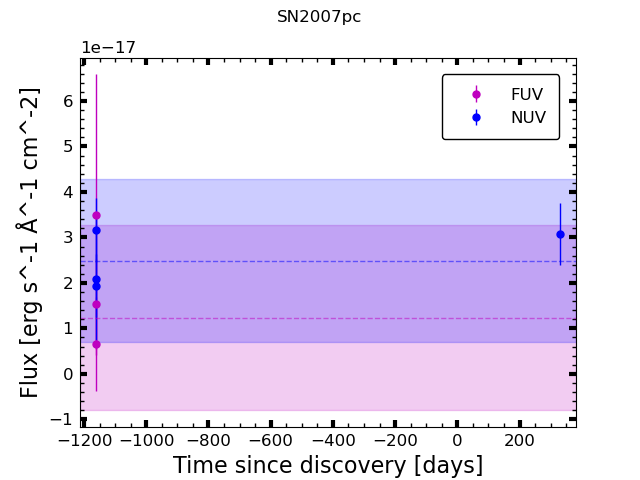 SN2007pc
1e−17
FUV
NUV
6
5
4
3
2
1
0
−1
−1200 −1000 −800 −600 −400 −200 0 200
Time since discovery [days]
Flux [erg s^-1 Å^-1 cm^-2]